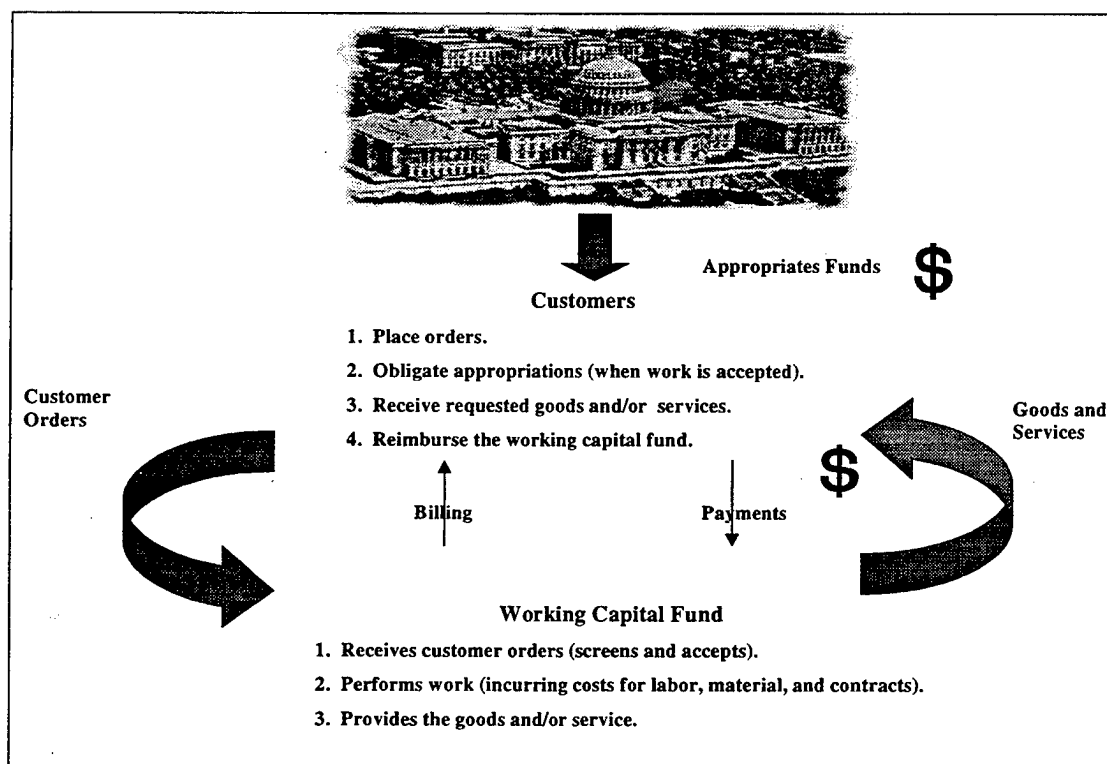 Appropriates Funds $
Customers
1. Place orders.
2. Obligate appropriations (when work is accepted).
3. Receive requested goods and/or services.
4. Reimburse the working capital fund.
Customer
Orders
Goods and
Services
$
Billing
Payments
Working Capital Fund
1. Receives customer orders (screens and accepts).
2. Performs work (incurring costs for labor, material, and contracts).
3. Provides the goods and/or service.